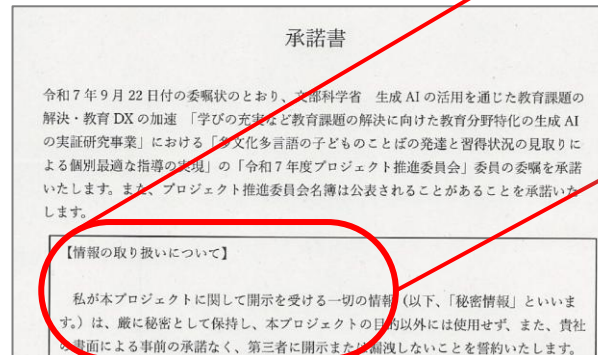 承諾書
令和7年9月22日付の委嘱状のとおり、文部科学省 生成AIの活用を通じた教育課題の
解決・教育DXの加速 「学びの充実など教育課題の解決に向けた教育分野特化の生成AI
の実証研究事業」における「多文化多言語の子どものことばの発達と習得状況の見取りに
よる個別最適な指導の実現」の「令和7年度プロジェクト推進委員会」委員の委嘱を承諾
いたします。また、プロジェクト推進委員会名簿は公表されることがあることを承諾いた
します。
【情報の取り扱いについて】
私が本プロジェクトに関して開示を受ける一切の情報（以下、「秘密情報」といいま
す。）は、厳に秘密として保持し、本プロジェクトの目的以外には使用せず、また、貴社
の書面による事前の承諾なく、第三者に開示または漏洩しないことを誓約いたします。